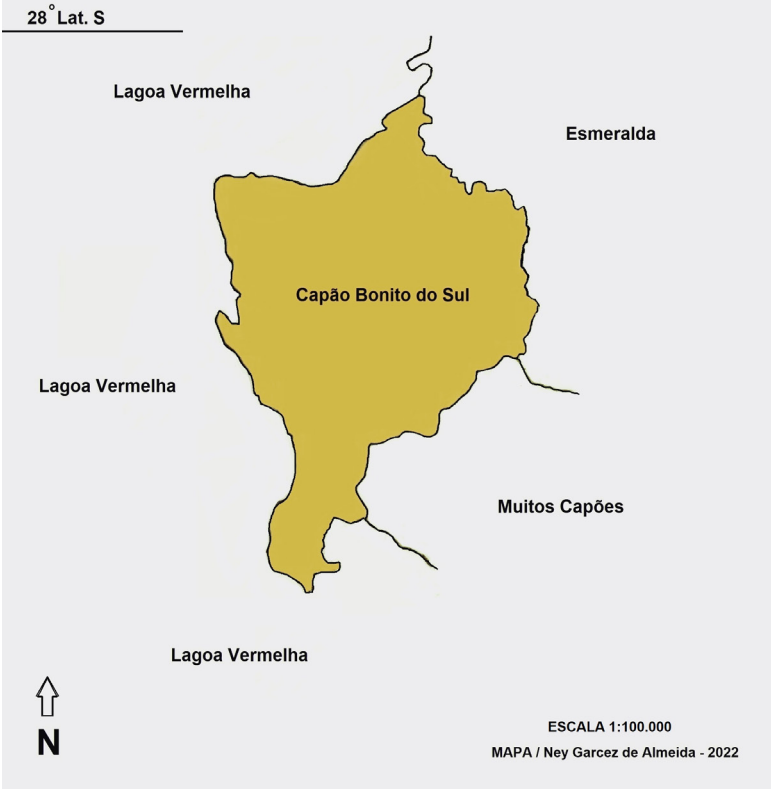 28° Lat. S
Lagoa Vermelha
Esmeralda
Capão Bonito do Sul
Lagoa Vermelha
Muitos Capões
Lagoa Vermelha
N
ESCALA 1:100.000
MAPA / Ney Garcez de Almeida - 2022